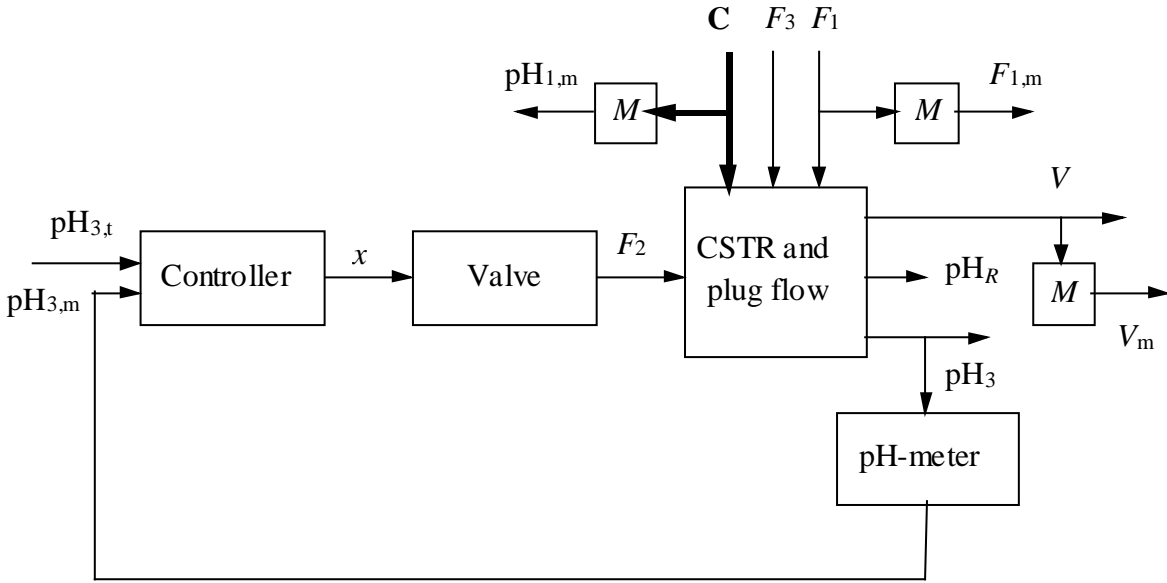 C F3 F1
pH1,m M M F1,m
V
pH3,t
Controller x Valve F2 CSTR and
plug flow pHR
pH3,m M
Vm
pH3
pH-meter